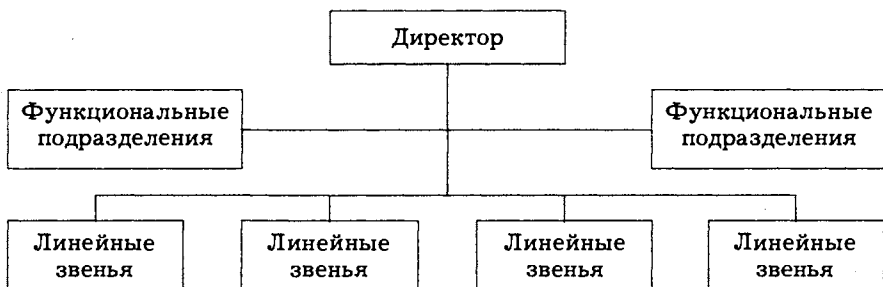 Директор
Функциональные
подразделения
Функциональные
подразделения
Линейные
звенья
Линейные
звенья
Линейные
звенья
Линейные
звенья